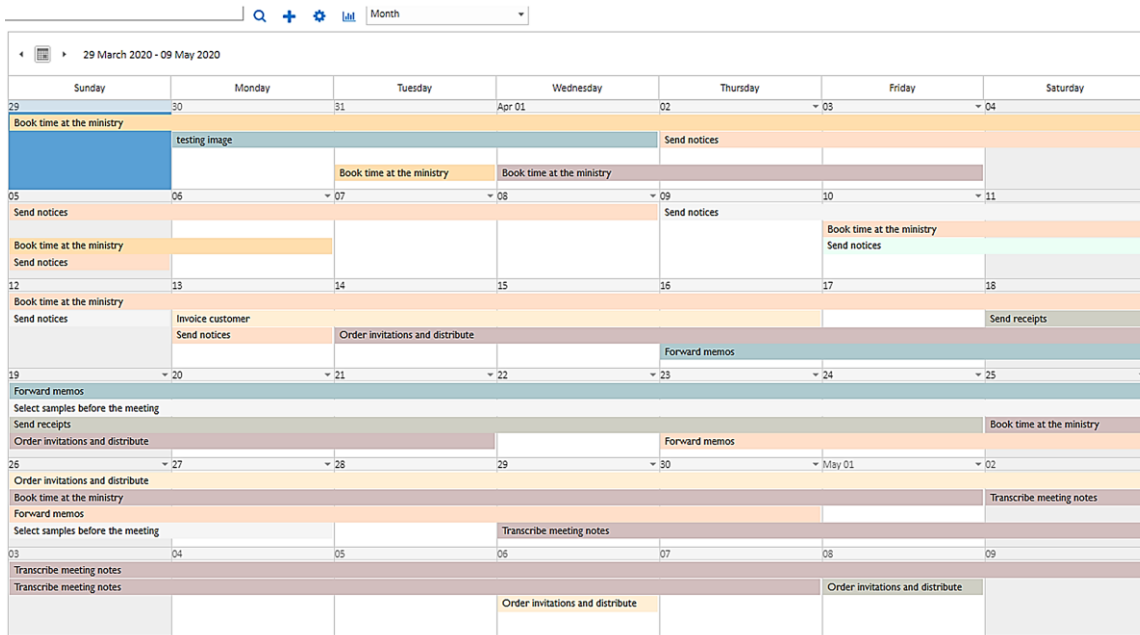 Month
29 March 2020 - 09 May 2020
Sunday Monday Tuesday Wednesday Thursday Friday Saturday
29 30 31 Apr 01 02 03 04
Book time at the ministry
testing image Send notices
Book time at the ministry Book time at the ministry
05 06 07 08 09 10 11
Send notices Send notices
Book time at the ministry
Book time at the ministry Send notices
Send notices
12 13 14 15 16 17 18
Book time at the ministry
Send notices Invoice customer Send receipts
Send notices Order invitations and distribute
Forward memos
19 20 21 22 23 24 25
Forward memos
Select samples before the meeting
Send receipts Book time at the ministry
Order invitations and distribute Forward memos
26 27 28 29 30 May 01 02
Order invitations and distribute
Book time at the ministry Transcribe meeting notes
Forward memos
Select samples before the meeting Transcribe meeting notes
03 04 05 06 07 08 09
Transcribe meeting notes
Transcribe meeting notes Order invitations and distribute
Order invitations and distribute